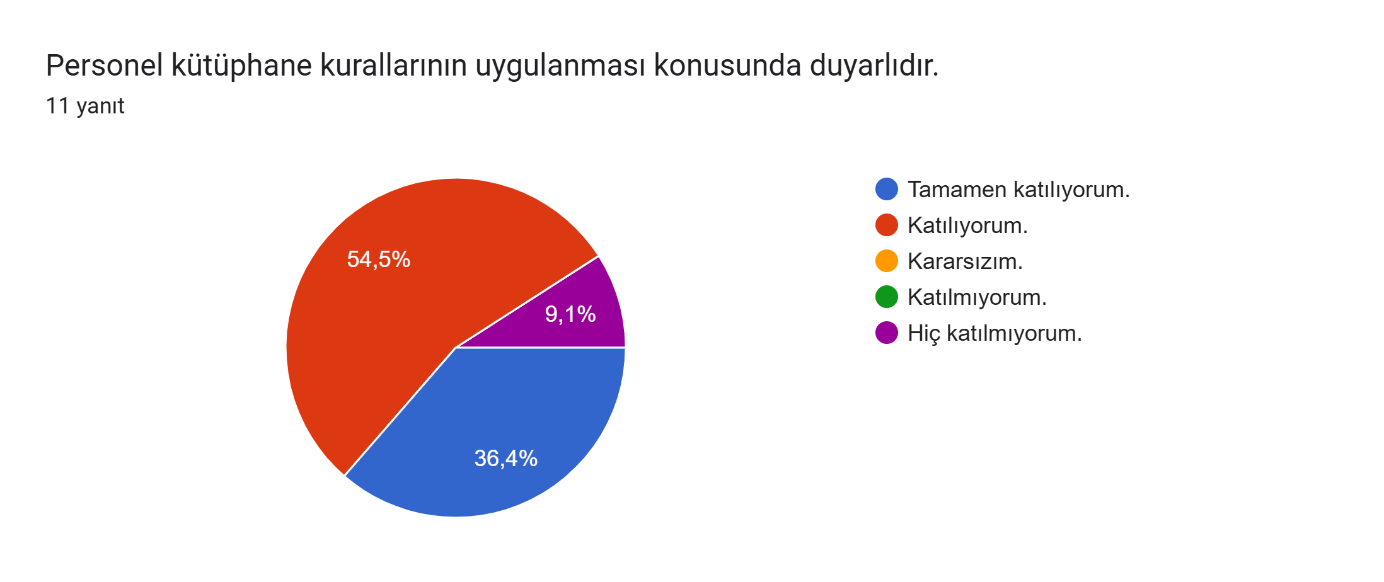 Personel kütüphane kurallarının uygulanması konusunda duyarlıdır.
11 yanıt
Tamamen katılıyorum.
Katılıyorum.
Kararsızım.
Katılmıyorum.
Hiç katılmıyorum.
54,5%
9,1%
36,4%